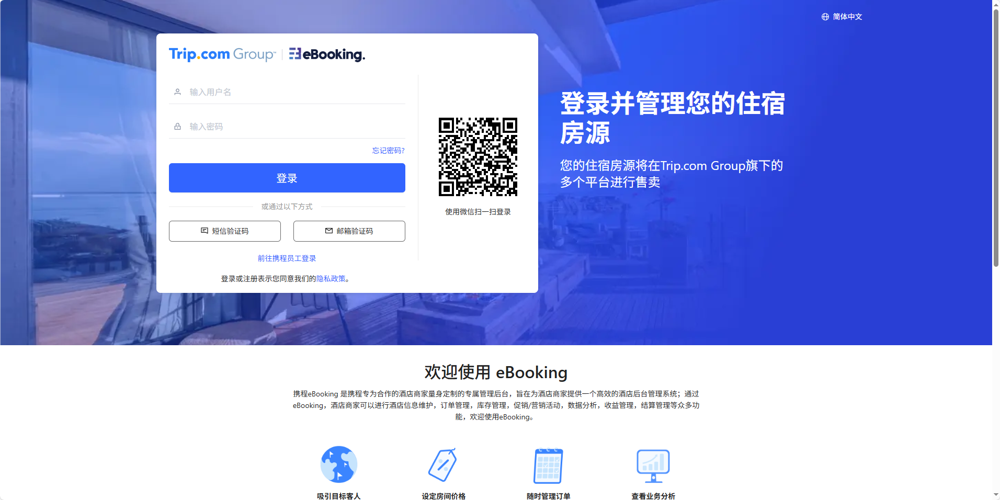 简体中文
Trip.com Group™ eBooking.
输入用户名
输入密码
忘记密码?
登录
或通过以下方式
短信验证码
邮箱验证码
前往携程员工登录
登录或注册表示您同意我们的隐私政策。
使用微信扫一扫登录
登录并管理您的住宿
房源
您的住宿房源将在Trip.com Group旗下的
多个平台进行售卖
欢迎使用 eBooking
携程eBooking 是携程专为合作的酒店商家量身定制的专属管理后台，旨在为酒店商家提供一个高效的酒店后台管理系统；通过
eBooking，酒店商家可以进行酒店信息维护，订单管理，库存管理，促销/营销活动，数据分析，收益管理，结算管理等众多功
能，欢迎使用eBooking。
吸引目标客人
设定房间价格
随时管理订单
查看业务分析